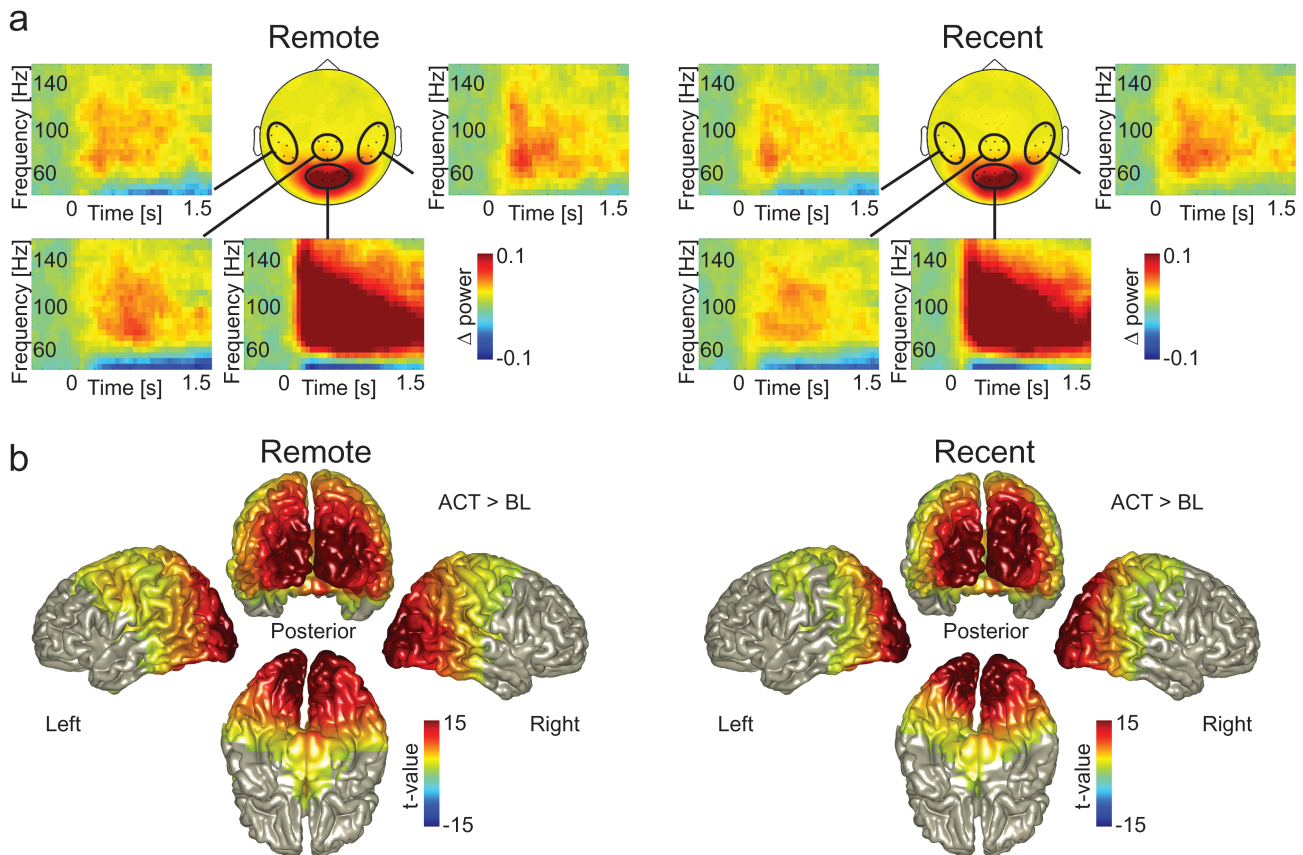 a
Remote
Recent
Frequency [Hz]
140
100
60
0
Time [s]
1.5
Frequency [Hz]
140
100
60
0
Time [s]
1.5
Frequency [Hz]
140
100
60
0
Time [s]
1.5
Frequency [Hz]
140
100
60
0
Time [s]
1.5
Frequency [Hz]
140
100
60
0
Time [s]
1.5
Frequency [Hz]
140
100
60
0
Time [s]
1.5
Δ power
0.1
-0.1
Frequency [Hz]
140
100
60
0
Time [s]
1.5
Frequency [Hz]
140
100
60
0
Time [s]
1.5
Δ power
0.1
-0.1
b
Remote
Recent
ACT > BL
ACT > BL
Posterior
Posterior
Left
Right
Left
Right
t-value
15
-15
t-value
15
-15